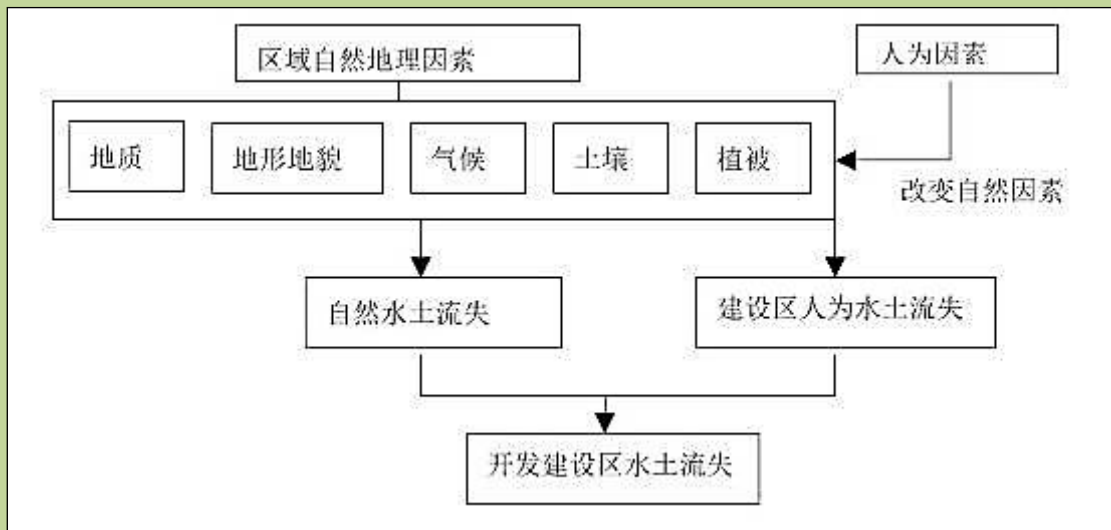 区域自然地理因素
人为因素
地质
地形地貌
气候
土壤
植被
改变自然因素
自然水土流失
建设区人为水土流失
开发建设区水土流失